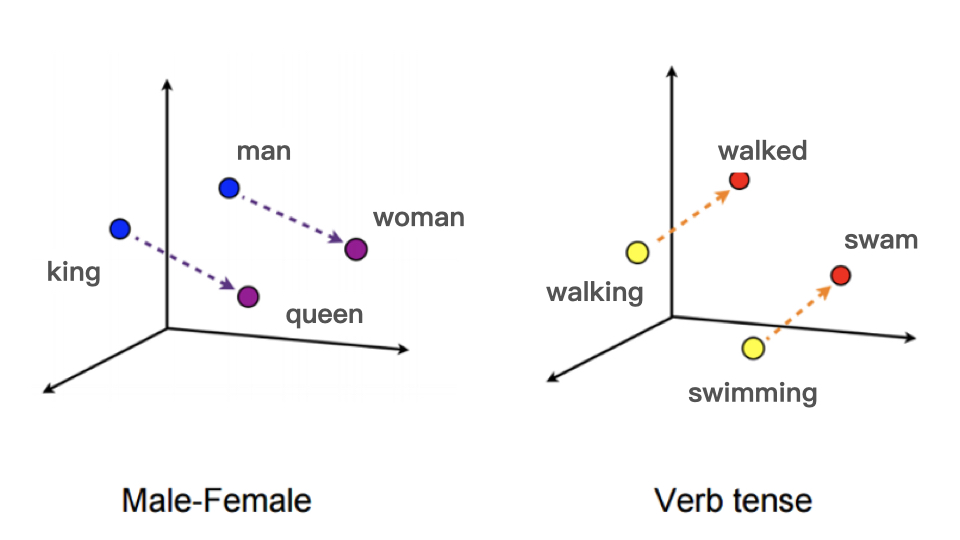 man
woman
king
queen
Male-Female
walked
swam
walking
swimming
Verb tense